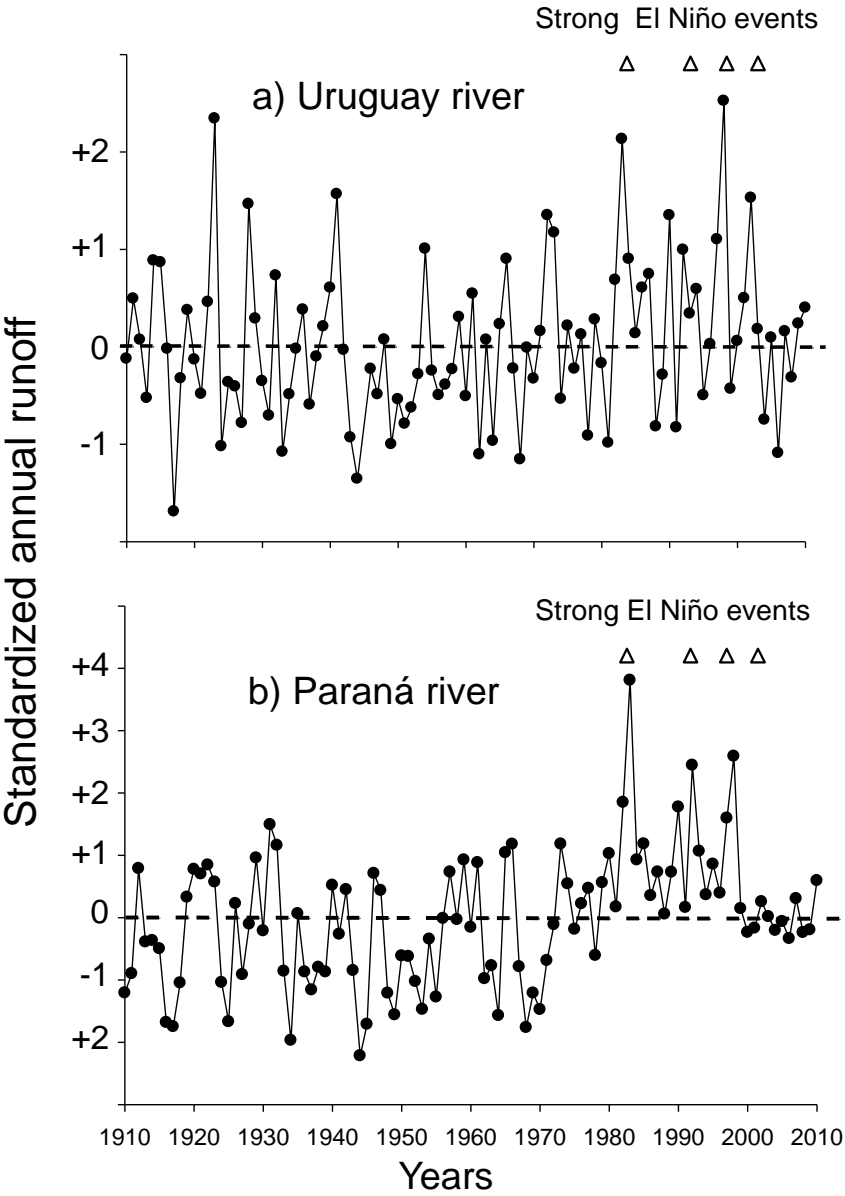 Strong El Niño events
a) Uruguay river
+2
+1
0
-1
Standardized annual runoff
Strong El Niño events
b) Paraná river
+4
+3
+2
+1
0
-1
+2
1910 1920 1930 1940 1950 1960 1970 1980 1990 2000 2010
Years